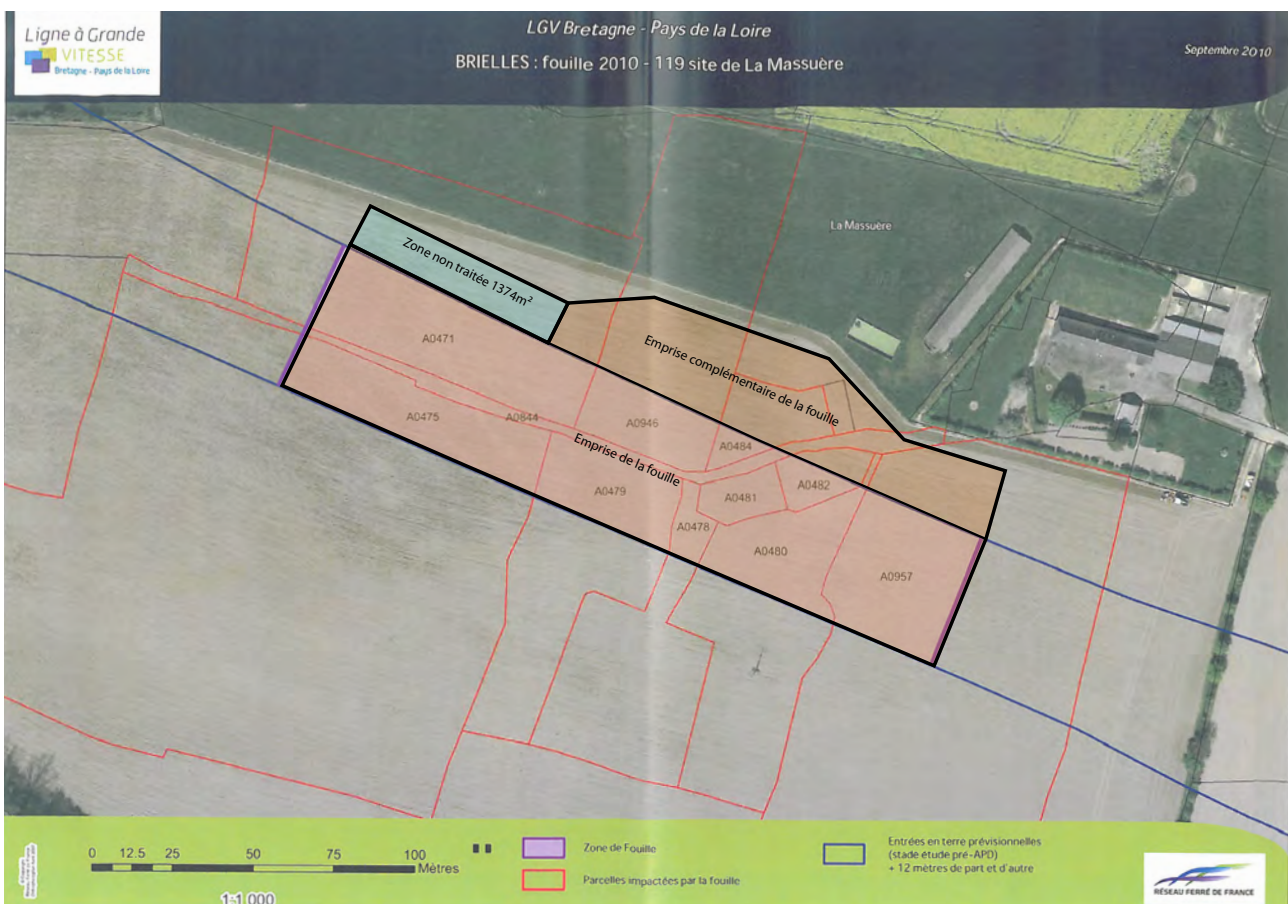 Ligne à Grande
VITESSE
Bretagne - Pays de la Loire
LGV Bretagne - Pays de la Loire
BRIELLES : fouille 2010 - 119 site de La Massuère
Septembre 2010
La Massuère
Zone non traitée 1374m²
Emprise complémentaire de la fouille
A0471
A0475
A0844
A0946
A0484
Emprise de la fouille
A0479
A0481
A0482
A0478
A0480
A0957
0 12.5 25 50 75 100
Mètres
1:1 000
Zone de Fouille
Parcelles impactées par la fouille
Entrées en terre prévisionnelles
(stade étude pré-APD)
+ 12 mètres de part et d'autre
RÉSEAU FERRÉ DE FRANCE